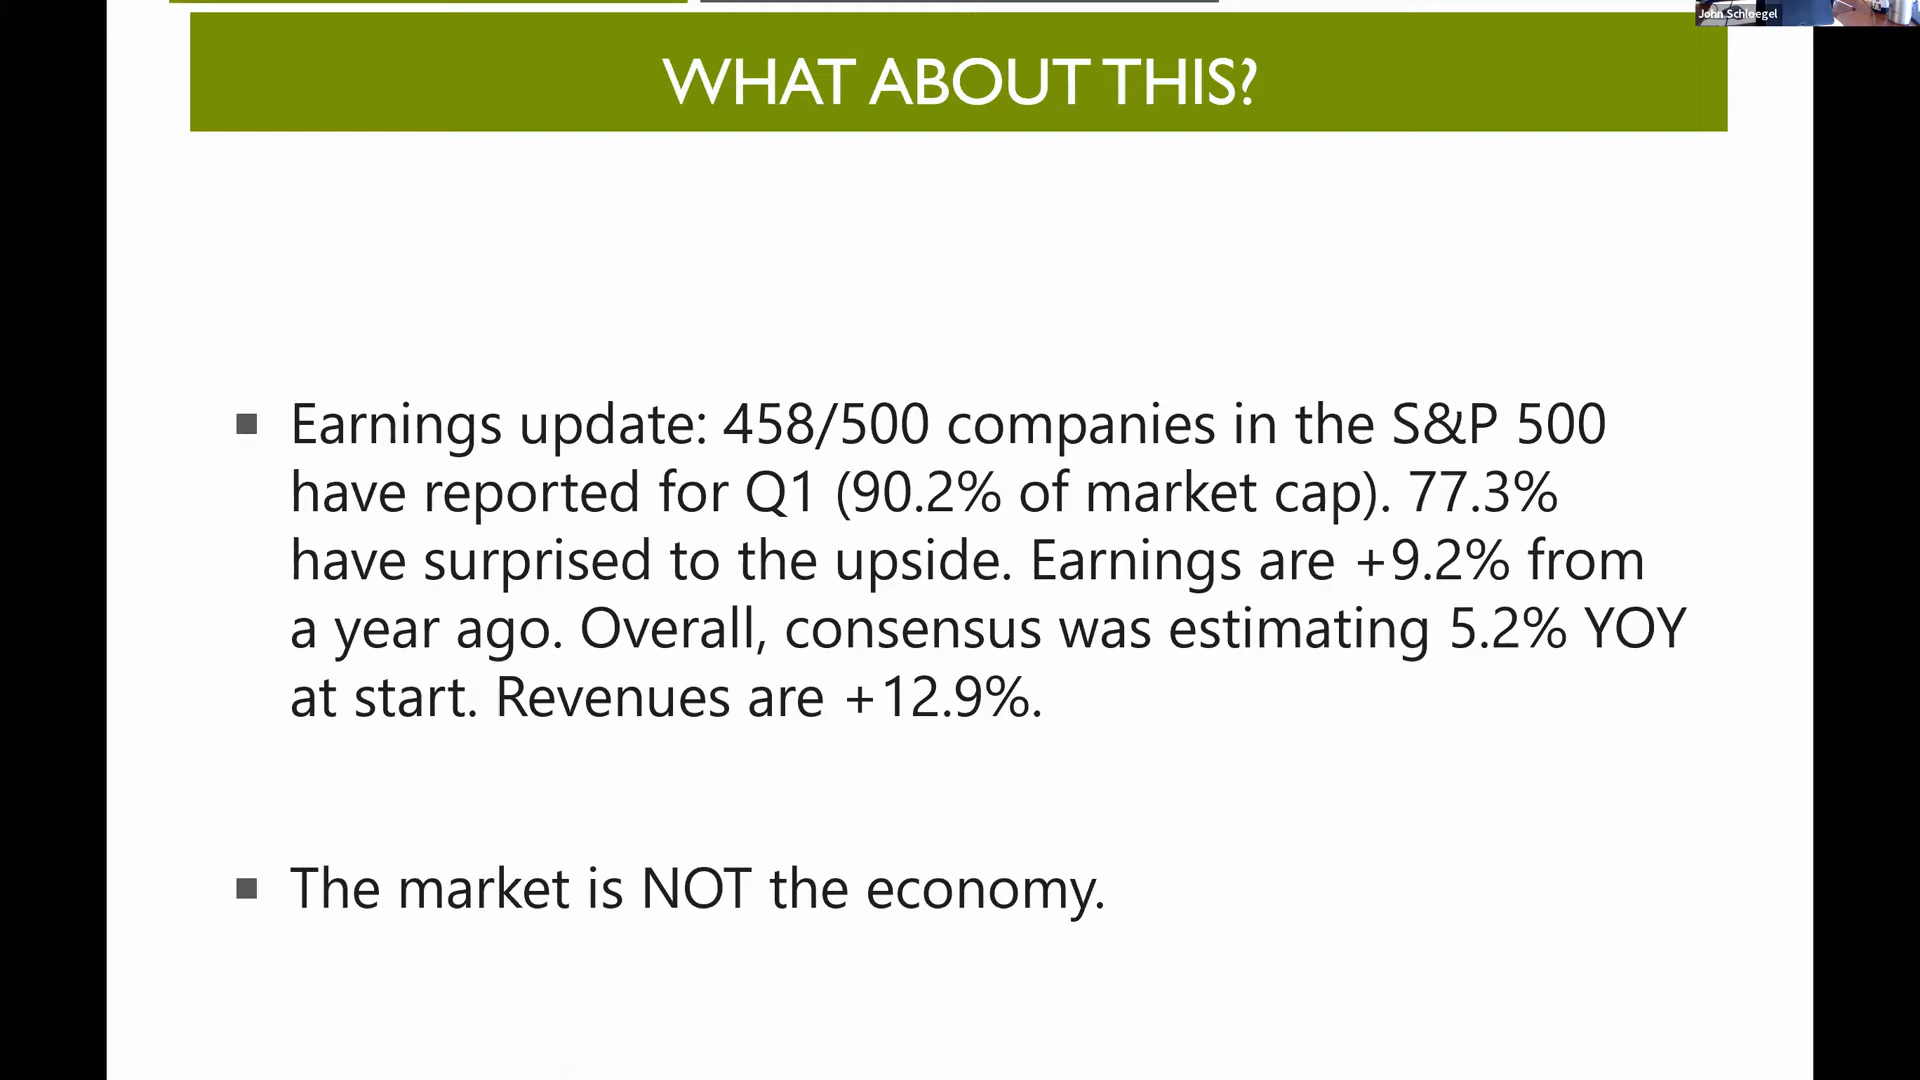 John Schloegel
WHAT ABOUT THIS?
Earnings update: 458/500 companies in the S&P 500
have reported for Q1 (90.2% of market cap). 77.3%
have surprised to the upside. Earnings are +9.2% from
a year ago. Overall, consensus was estimating 5.2% YOY
at start. Revenues are +12.9%.
The market is NOT the economy.